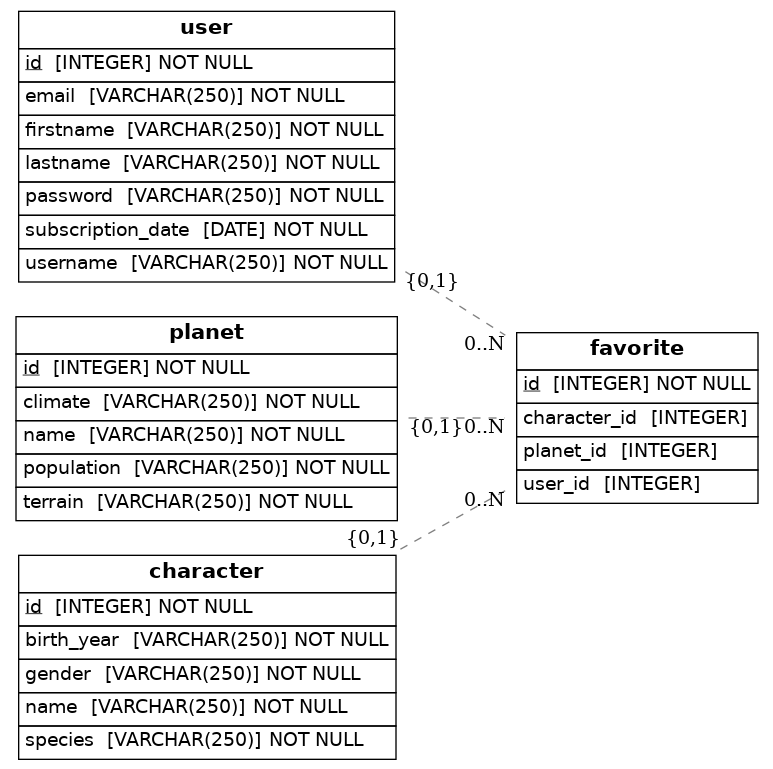 user
id [INTEGER] NOT NULL
email [VARCHAR(250)] NOT NULL
firstname [VARCHAR(250)] NOT NULL
lastname [VARCHAR(250)] NOT NULL
password [VARCHAR(250)] NOT NULL
subscription_date [DATE] NOT NULL
username [VARCHAR(250)] NOT NULL
{0,1}
0..N
planet
id [INTEGER] NOT NULL
climate [VARCHAR(250)] NOT NULL
name [VARCHAR(250)] NOT NULL
population [VARCHAR(250)] NOT NULL
terrain [VARCHAR(250)] NOT NULL
{0,1}
0..N
favorite
id [INTEGER] NOT NULL
character_id [INTEGER]
planet_id [INTEGER]
user_id [INTEGER]
0..N
{0,1}
character
id [INTEGER] NOT NULL
birth_year [VARCHAR(250)] NOT NULL
gender [VARCHAR(250)] NOT NULL
name [VARCHAR(250)] NOT NULL
species [VARCHAR(250)] NOT NULL